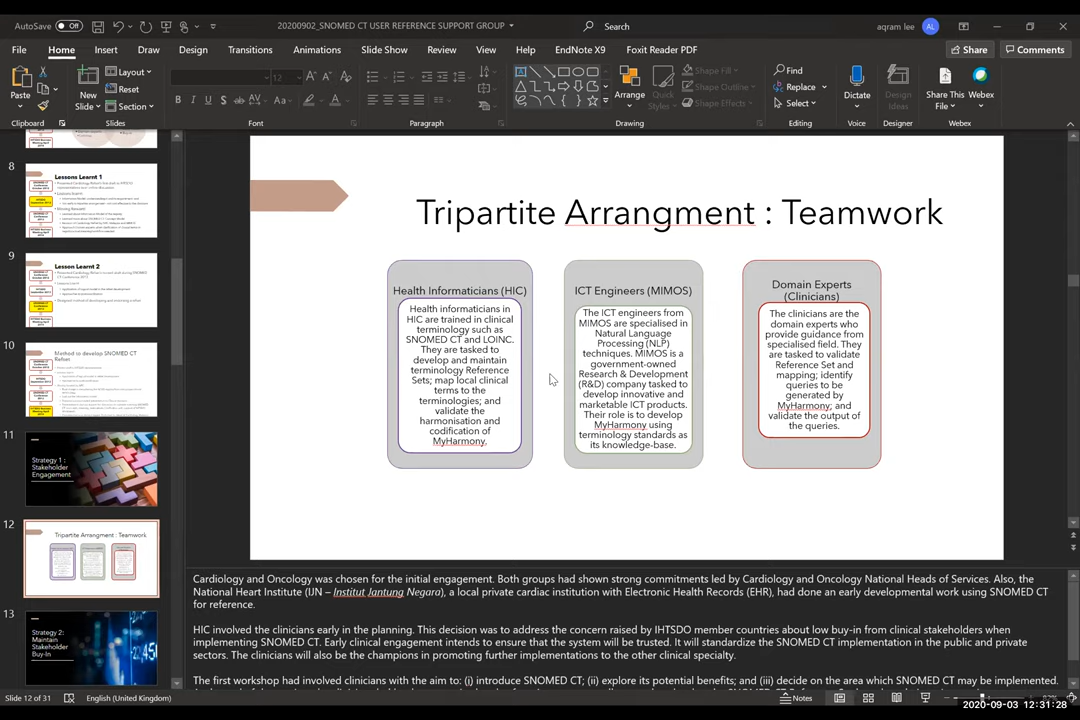 AutoSave Off
20200902_SNOMED CT USER REFERENCE SUPPORT GROUP
Search
aqram lee
AL
File Home Insert Draw Design Transitions Animations Slide Show Review View Help EndNote X9 Foxit Reader PDF
Share
Comments
Paste
New
Slide
Layout
Reset
Section
12
B I U S ab AV Aa A
Arrange
Quick
Styles
Shape Fill
Shape Outline
Shape Effects
Find
Replace
Select
Dictate
Design
Ideas
Share This
File
Webex
Clipboard Slides Font Paragraph Drawing Editing Voice Designer Webex
8
Lessons Learnt 1
9
Lesson Learnt 2
10
Method to develop SNOMED CT
Refset
11
Strategy 1 :
Stakeholder
Engagement
12
Tripartite Arrangment : Teamwork
13
Strategy 2:
Maintain
Stakeholder
Buy-In
Tripartite Arrangment : Teamwork
Health Informaticians (HIC)
Health informaticians in
HIC are trained in clinical
terminology such as
SNOMED CT and LOINC.
They are tasked to
develop and maintain
terminology Reference
Sets; map local clinical
terms to the
terminologies; and
validate the
harmonisation and
codification of
MyHarmony.
ICT Engineers (MIMOS)
The ICT engineers from
MIMOS are specialised in
Natural Language
Processing (NLP)
techniques. MIMOS is a
government-owned
Research & Development
(R&D) company tasked to
develop innovative and
marketable ICT products.
Their role is to develop
MyHarmony using
terminology standards as
its knowledge-base.
Domain Experts
(Clinicians)
The clinicians are the
domain experts who
provide guidance from
specialised field. They
are tasked to validate
Reference Set and
mapping; identify
queries to be
generated by
MyHarmony; and
validate the output of
the queries.
Cardiology and Oncology was chosen for the initial engagement. Both groups had shown strong commitments led by Cardiology and Oncology National Heads of Services. Also, the
National Heart Institute (IJN – Institut Jantung Negara), a local private cardiac institution with Electronic Health Records (EHR), had done an early developmental work using SNOMED CT
for reference.
HIC involved the clinicians early in the planning. This decision was to address the concern raised by IHTSDO member countries about low buy-in from clinical stakeholders when
implementing SNOMED CT. Early clinical engagement intends to ensure that the system will be trusted. It will standardize the SNOMED CT implementation in the public and private
sectors. The clinicians will also be the champions in promoting further implementations to the other clinical specialty.
The first workshop had involved clinicians with the aim to: (i) introduce SNOMED CT; (ii) explore its potential benefits; and (iii) decide on the area which SNOMED CT may be implemented.
Slide 12 of 31
English (United Kingdom)
Notes
2020-09-03 12:31:28